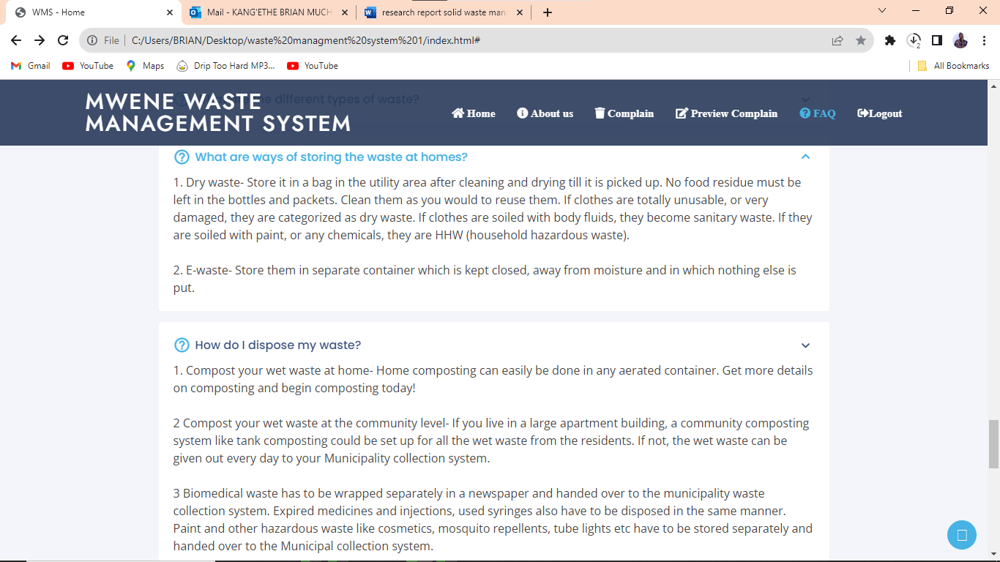 WMS - Home
Mail - KANG'ETHE BRIAN MUCH
research report solid waste man
File
C:/Users/BRIAN/Desktop/waste%20managment%20system%201/index.html#
2
Gmail
YouTube
Maps
Drip Too Hard MP3...
YouTube
All Bookmarks
MWENE WASTE
MANAGEMENT SYSTEM
the different types of waste?
Home
About us
Complain
Preview Complain
FAQ
Logout
What are ways of storing the waste at homes?
1. Dry waste- Store it in a bag in the utility area after cleaning and drying till it is picked up. No food residue must be
left in the bottles and packets. Clean them as you would to reuse them. If clothes are totally unusable, or very
damaged, they are categorized as dry waste. If clothes are soiled with body fluids, they become sanitary waste. If they
are soiled with paint, or any chemicals, they are HHW (household hazardous waste).
2. E-waste- Store them in separate container which is kept closed, away from moisture and in which nothing else is
put.
How do I dispose my waste?
1. Compost your wet waste at home- Home composting can easily be done in any aerated container. Get more details
on composting and begin composting today!
2 Compost your wet waste at the community level- If you live in a large apartment building, a community composting
system like tank composting could be set up for all the wet waste from the residents. If not, the wet waste can be
given out every day to your Municipality collection system.
3 Biomedical waste has to be wrapped separately in a newspaper and handed over to the municipality waste
collection system. Expired medicines and injections, used syringes also have to be disposed in the same manner.
Paint and other hazardous waste like cosmetics, mosquito repellents, tube lights etc have to be stored separately and
handed over to the Municipal collection system.